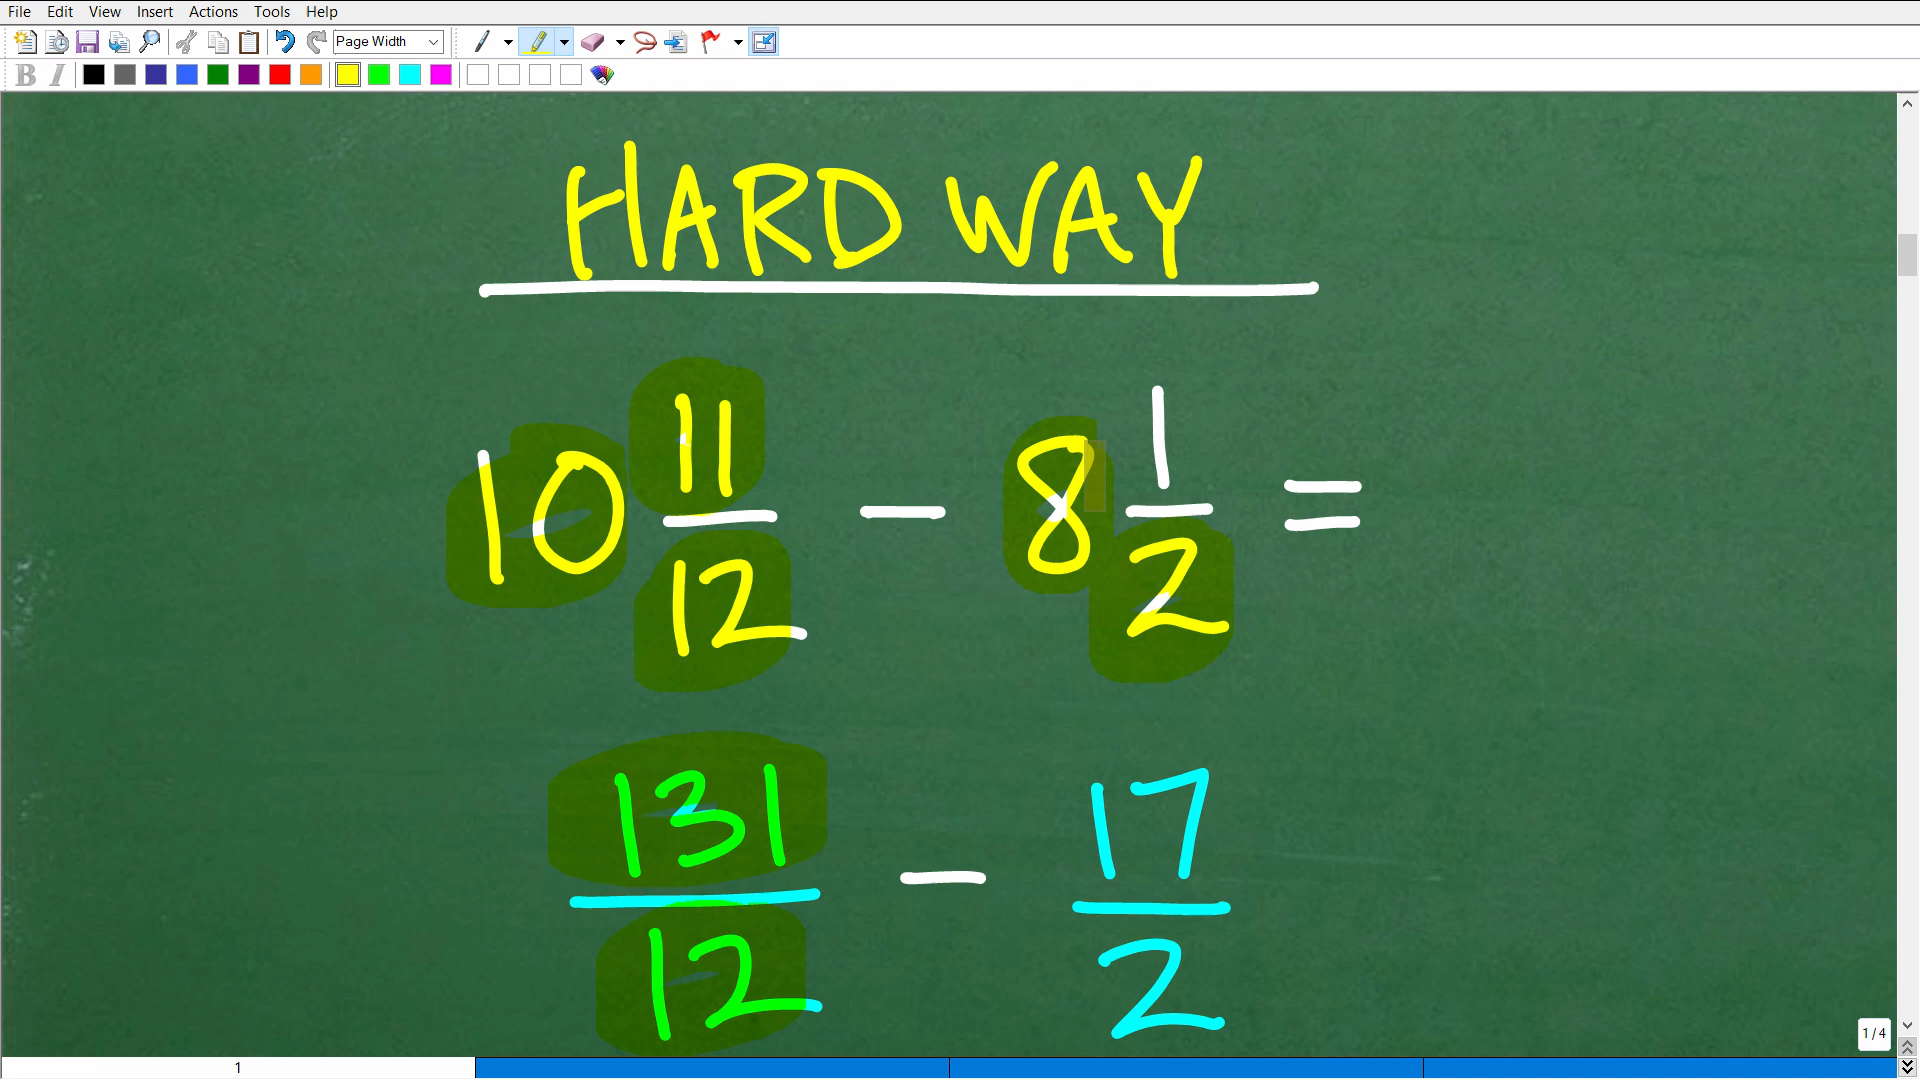 File Edit View Insert Actions Tools Help
Page Width
B I
HARD WAY
10 11/12 - 8 1/2 =
131/12 - 17/2
1 / 4
1